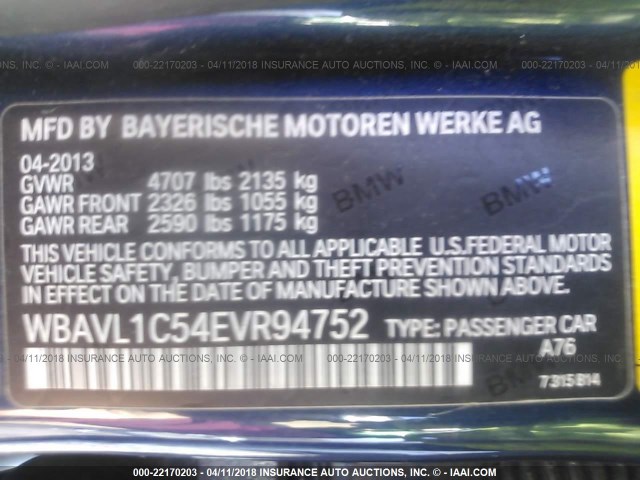 000-22170203 - 04/11/2018 INSURANCE AUTO AUCTIONS, INC. - © IAAI.COM
MFD BY BAYERISCHE MOTOREN WERKE AG
04-2013
GVWR 4707 lbs 2135 kg
GAWR FRONT 2326 lbs 1055 kg
GAWR REAR 2590 lbs 1175 kg
BMW
THIS VEHICLE CONFORMS TO ALL APPLICABLE U.S.FEDERAL MOTOR
VEHICLE SAFETY, BUMPER AND THEFT PREVENTION STANDARDS
IN EFFECT ON THE DATE OF MANUFACTURE SHOWN ABOVE.
WBAVL1C54EVR94752 TYPE: PASSENGER CAR
000-22170203 - 04/11/2018 INSURANCE AUTO AUCTIONS, INC. - © IAAI.COM
A76
BMW
7315814
000-22170203 - 04/11/2018 INSURANCE AUTO AUCTIONS, INC. - © IAAI.COM